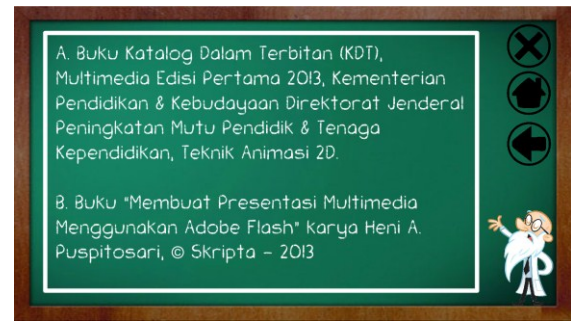 A. Buku Katalog Dalam Terbitan (KDT),
Multimedia Edisi Pertama 2013, Kementerian
Pendidikan & Kebudayaan Direktorat Jenderal
Peningkatan Mutu Pendidik & Tenaga
Kependidikan, Teknik Animasi 2D.
B. Buku "Membuat Presentasi Multimedia
Menggunakan Adobe Flash" karya Heni A.
Puspitosari, © Skripta - 2013